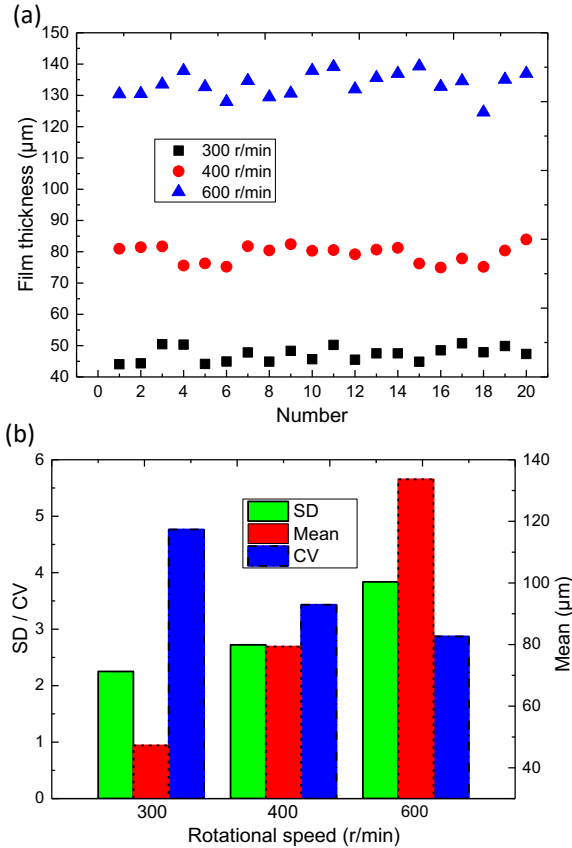 (a)
150
140
130
120
110
100
90
80
70
60
50
40
Film thickness (μm)
300 r/min
400 r/min
600 r/min
0 2 4 6 8 10 12 14 16 18 20
Number
(b)
6
5
4
3
2
1
0
SD / CV
SD
Mean
CV
140
120
100
80
60
40
Mean (μm)
300 400 600
Rotational speed (r/min)